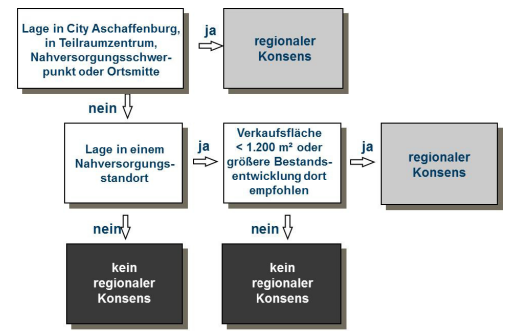 Lage in City Aschaffenburg,
in Teilraumzentrum,
Nahversorgungsschwer-
punkt oder Ortsmitte
ja
regionaler
Konsens
nein
Lage in einem
Nahversorgungs-
standort
ja
Verkaufsfläche
< 1.200 m² oder
größere Bestands-
entwicklung dort
empfohlen
ja
regionaler
Konsens
nein
nein
kein
regionaler
Konsens
kein
regionaler
Konsens